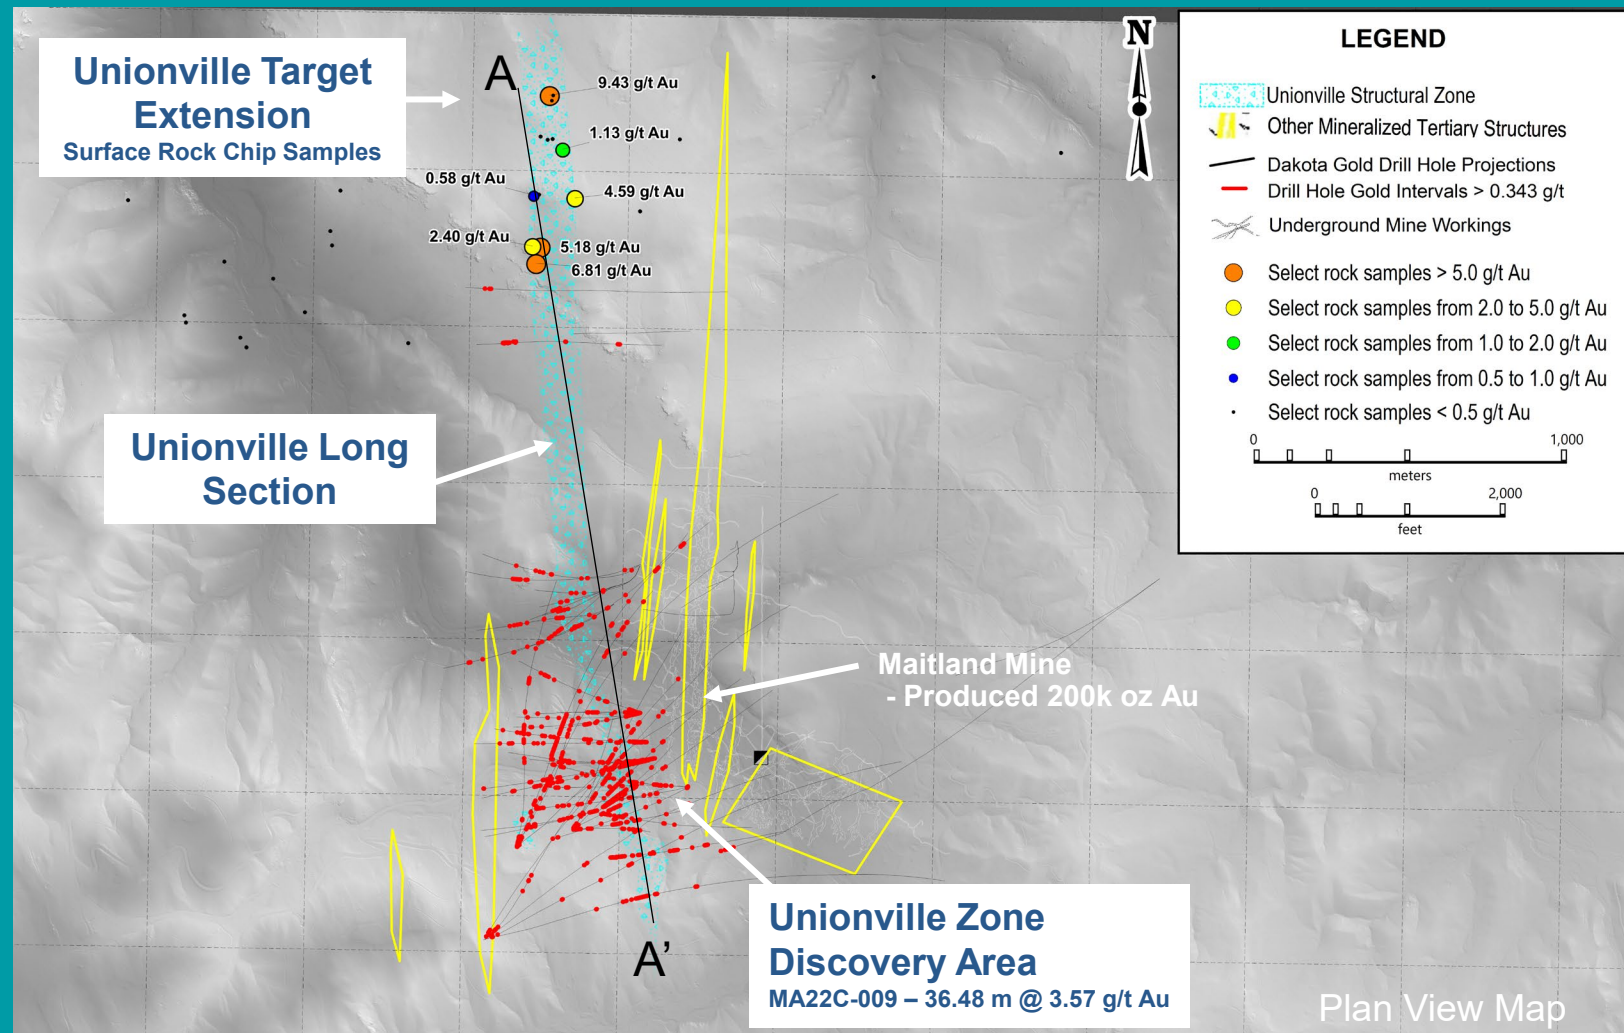 Unionville Target
Extension
Surface Rock Chip Samples
A
9.43 g/t Au
1.13 g/t Au
0.58 g/t Au
4.59 g/t Au
2.40 g/t Au
5.18 g/t Au
6.81 g/t Au
N
LEGEND
Unionville Structural Zone
Other Mineralized Tertiary Structures
Dakota Gold Drill Hole Projections
Drill Hole Gold Intervals > 0.343 g/t
Underground Mine Workings
Select rock samples > 5.0 g/t Au
Select rock samples from 2.0 to 5.0 g/t Au
Select rock samples from 1.0 to 2.0 g/t Au
Select rock samples from 0.5 to 1.0 g/t Au
Select rock samples < 0.5 g/t Au
0 1,000
meters
0 2,000
feet
Unionville Long
Section
Maitland Mine
- Produced 200k oz Au
Unionville Zone
Discovery Area
MA22C-009 – 36.48 m @ 3.57 g/t Au
A'
Plan View Map